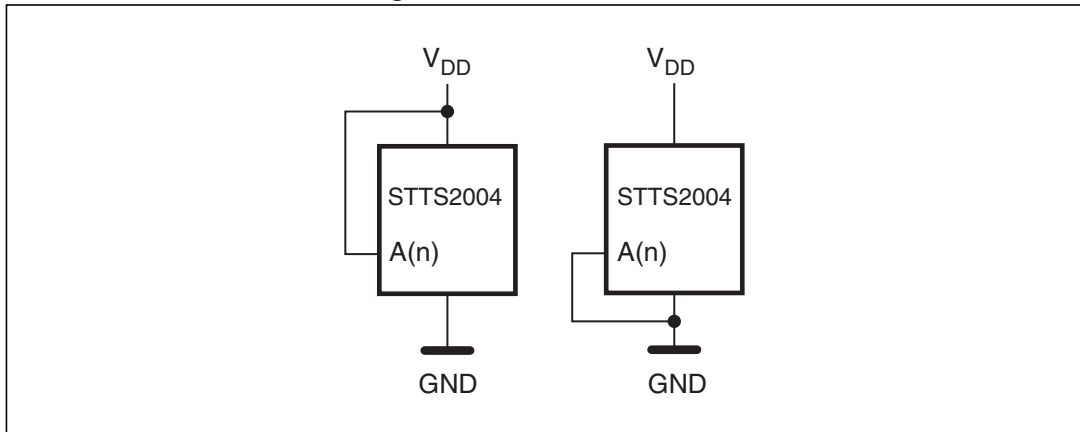 V_DD V_DD
STTS2004 STTS2004
A(n) A(n)
GND GND